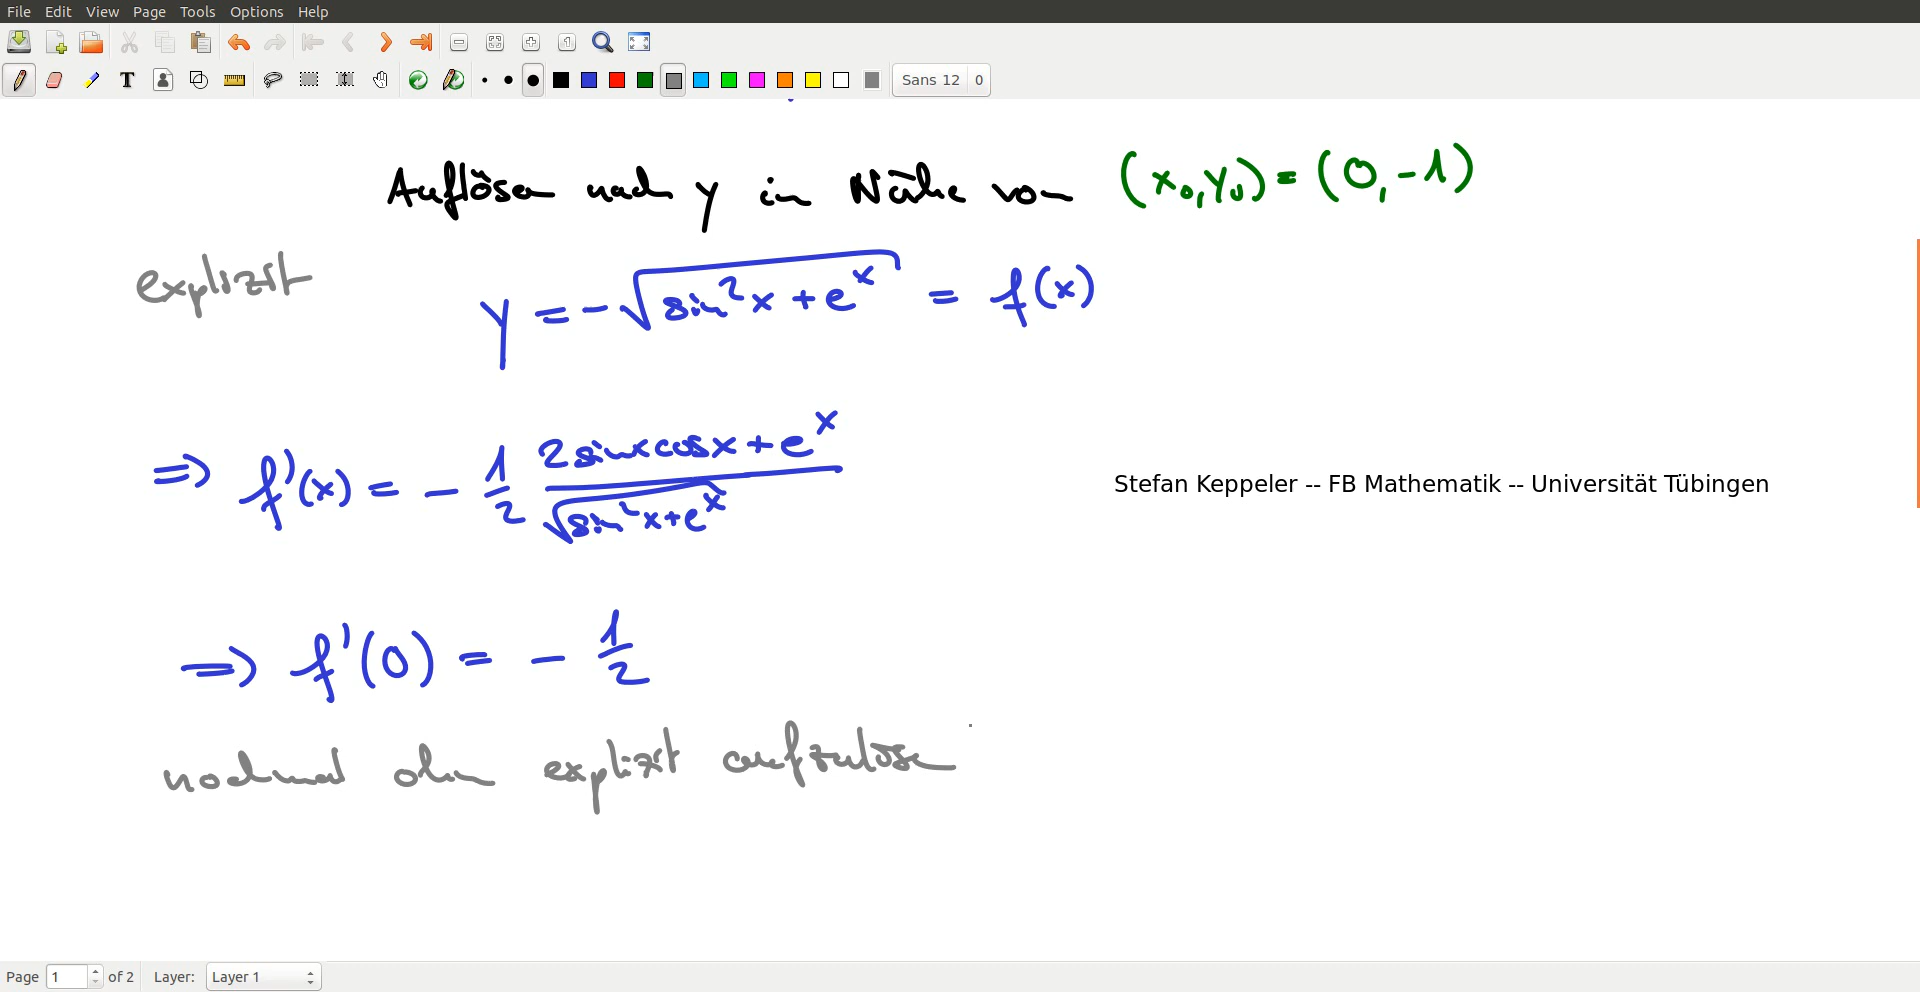 File Edit View Page Tools Options Help
Sans 12 0
Auflösen nach y in Nähe von (x₀,y₀) = (0,-1)
explizit
y = -√(sin²x + eˣ) = f(x)
⇒ f'(x) = - 1/2 (2 sinx cosx + eˣ)/√(sin²x + eˣ)
Stefan Keppeler -- FB Mathematik -- Universität Tübingen
⇒ f'(0) = - 1/2
nochmal ohne explizit aufzulösen
Page 1 of 2 Layer: Layer 1